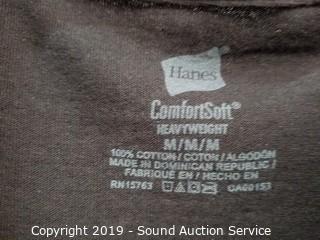 Hanes
ComfortSoft®
HEAVYWEIGHT
M/M/M
100% COTTON / COTON / ALGODÓN
MADE IN DOMINICAN REPUBLIC /
FABRIQUÉ EN / HECHO EN
RN15763 CA60153
Copyright 2019 - Sound Auction Service